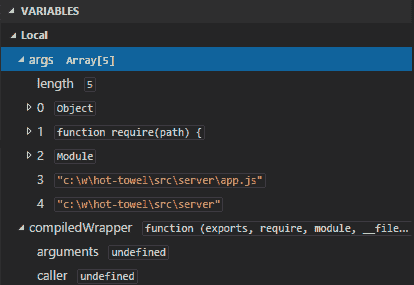 VARIABLES
Local
args Array[5]
length 5
0 Object
1 function require(path) {
2 Module
3 "c:\w\hot-towel\src\server\app.js"
4 "c:\w\hot-towel\src\server"
compiledWrapper function (exports, require, module, __file...
arguments undefined
caller undefined